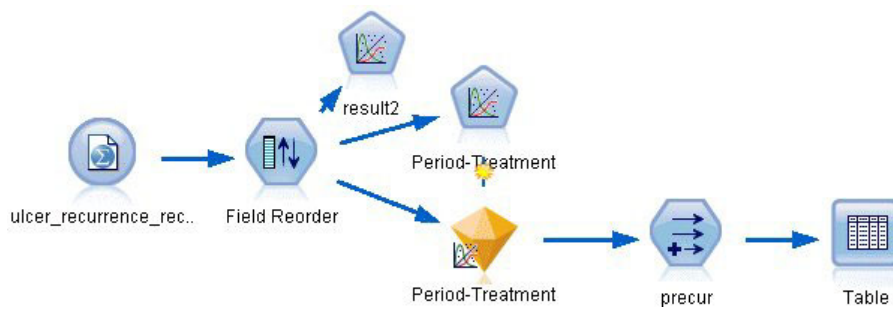 result2
Period-Treatment
ulcer_recurrence_rec..
Field Reorder
Period-Treatment
precur
Table